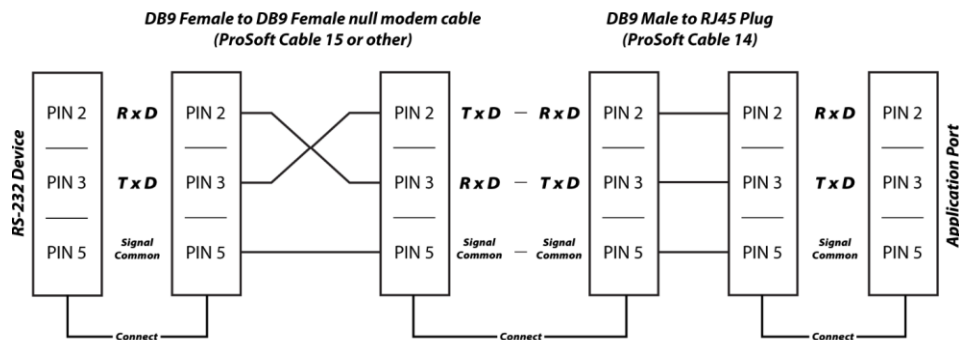 DB9 Female to DB9 Female null modem cable
(ProSoft Cable 15 or other)
DB9 Male to RJ45 Plug
(ProSoft Cable 14)
RS-232 Device
PIN 2 RxD PIN 2 PIN 2 TxD – RxD PIN 2 PIN 2 RxD PIN 2
PIN 3 TxD PIN 3 PIN 3 RxD – TxD PIN 3 PIN 3 TxD PIN 3
PIN 5 Signal Common PIN 5 PIN 5 Signal Common – Signal Common PIN 5 PIN 5 Signal Common PIN 5
Application Port
Connect Connect Connect